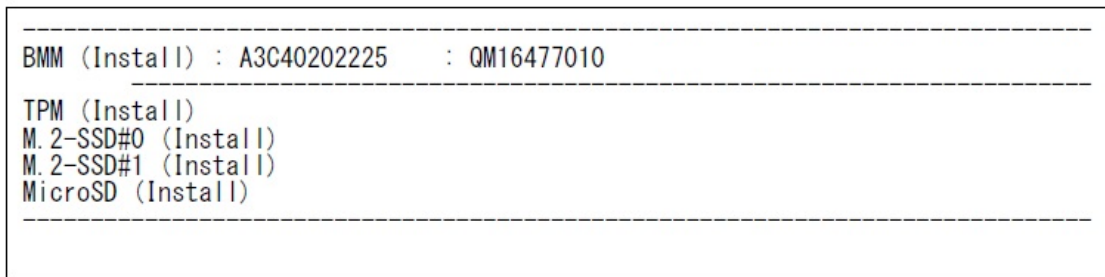 --------------------------------------------------------------------------------
BMM (Install) : A3C40202225    : QM16477010
        ------------------------------------------------------------------------
TPM (Install)
M.2-SSD#0 (Install)
M.2-SSD#1 (Install)
MicroSD (Install)
--------------------------------------------------------------------------------